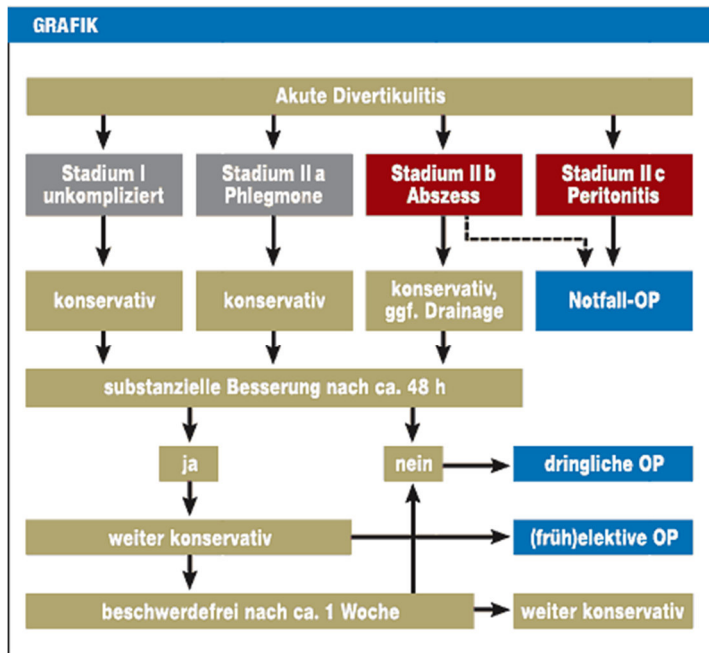 GRAFIK
Akute Divertikulitis
Stadium I
unkompliziert
Stadium II a
Phlegmone
Stadium II b
Abszess
Stadium II c
Peritonitis
konservativ
konservativ
konservativ,
ggf. Drainage
Notfall-OP
substanzielle Besserung nach ca. 48 h
ja
nein
dringliche OP
weiter konservativ
(früh)elektive OP
beschwerdefrei nach ca. 1 Woche
weiter konservativ